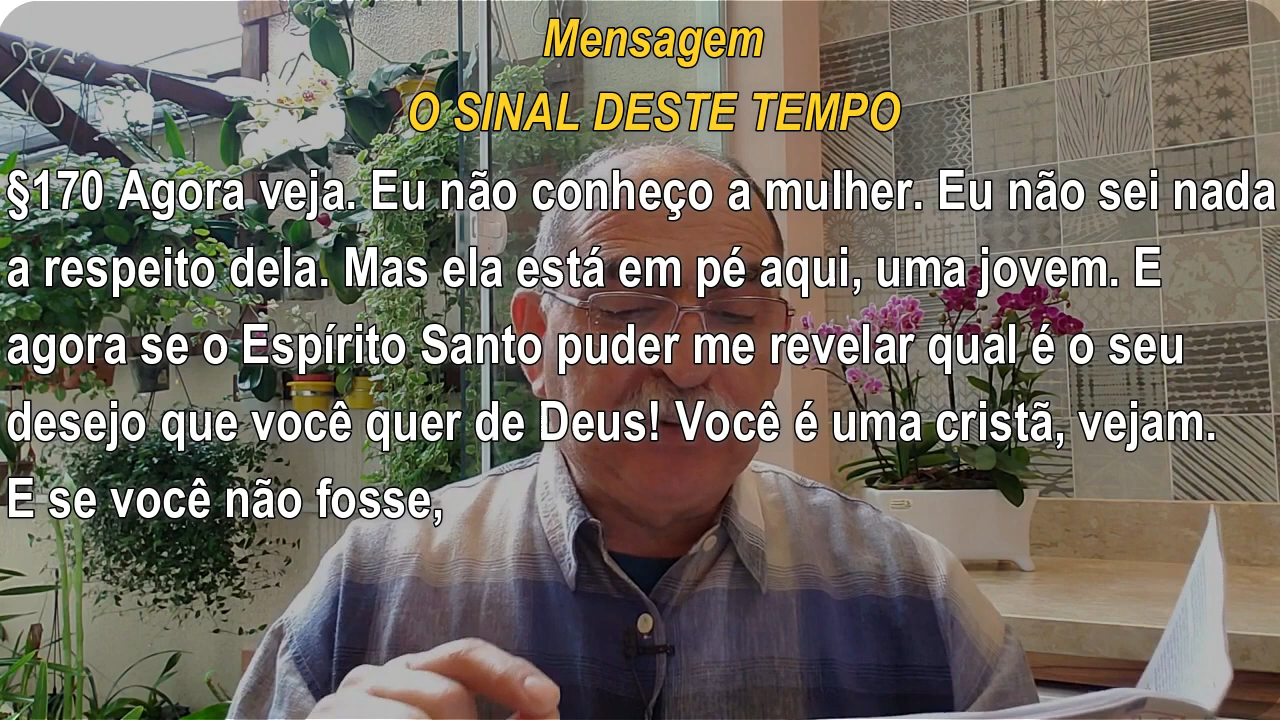 Mensagem
O SINAL DESTE TEMPO
§170 Agora veja. Eu não conheço a mulher. Eu não sei nada
a respeito dela. Mas ela está em pé aqui, uma jovem. E
agora se o Espírito Santo puder me revelar qual é o seu
desejo que você quer de Deus! Você é uma cristã, vejam.
E se você não fosse,